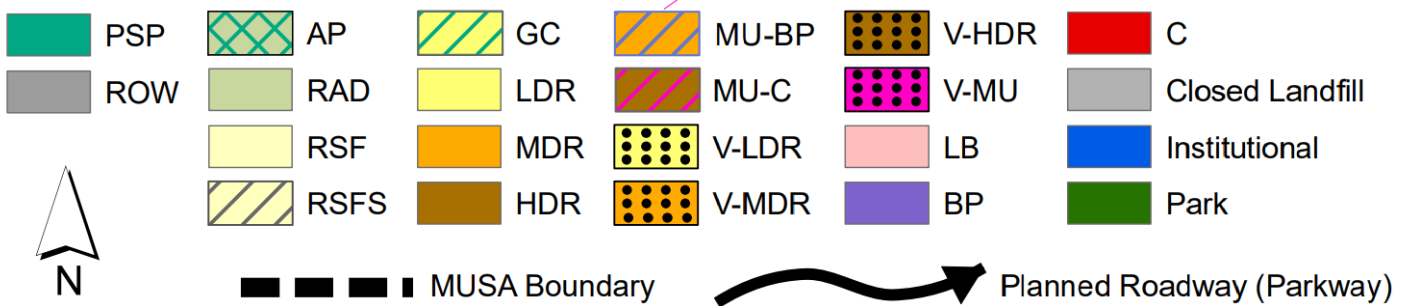 PSP AP GC MU-BP V-HDR C
ROW RAD LDR MU-C V-MU Closed Landfill
RSF MDR V-LDR LB Institutional
RSFS HDR V-MDR BP Park
N MUSA Boundary Planned Roadway (Parkway)